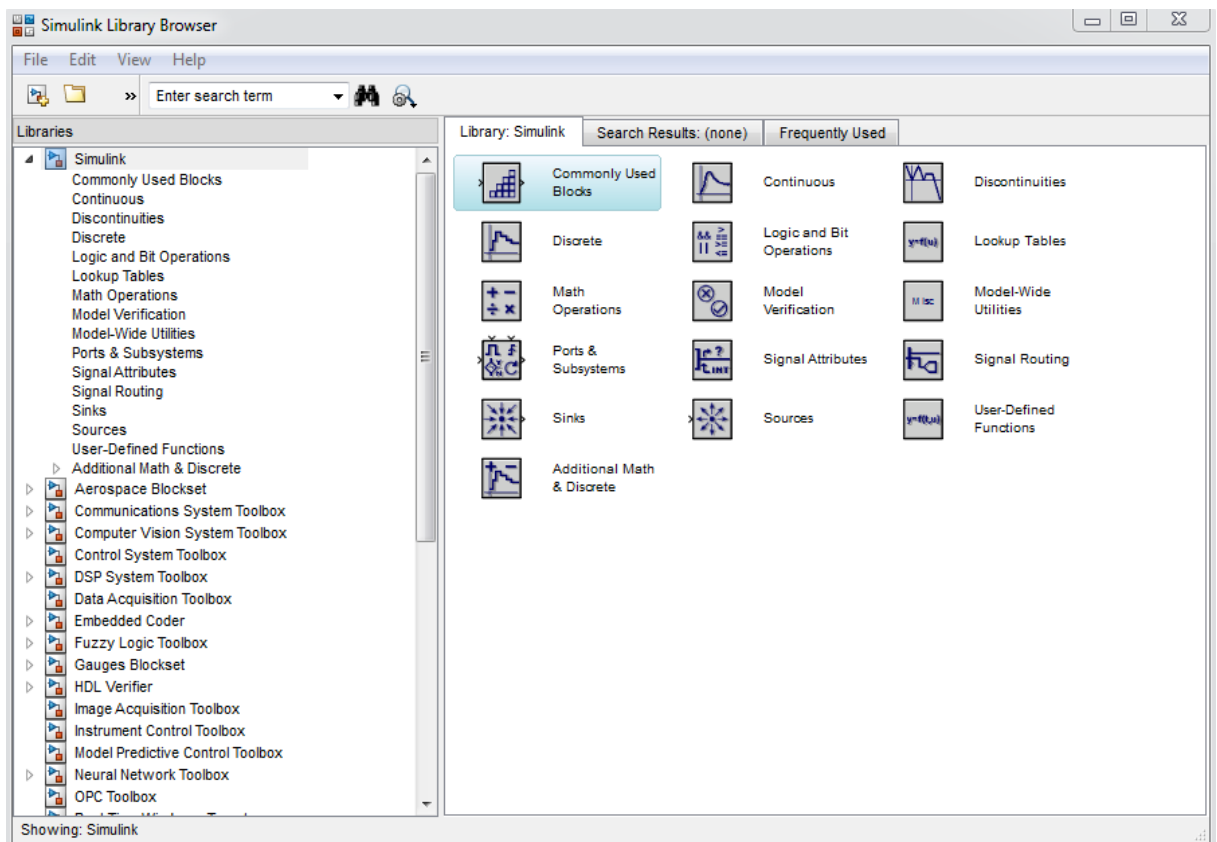 Simulink Library Browser
File Edit View Help
» Enter search term
Libraries
Simulink
Commonly Used Blocks
Continuous
Discontinuities
Discrete
Logic and Bit Operations
Lookup Tables
Math Operations
Model Verification
Model-Wide Utilities
Ports & Subsystems
Signal Attributes
Signal Routing
Sinks
Sources
User-Defined Functions
Additional Math & Discrete
Aerospace Blockset
Communications System Toolbox
Computer Vision System Toolbox
Control System Toolbox
DSP System Toolbox
Data Acquisition Toolbox
Embedded Coder
Fuzzy Logic Toolbox
Gauges Blockset
HDL Verifier
Image Acquisition Toolbox
Instrument Control Toolbox
Model Predictive Control Toolbox
Neural Network Toolbox
OPC Toolbox
Library: Simulink Search Results: (none) Frequently Used
Commonly Used
Blocks
Continuous
Discontinuities
Discrete
&& >
|| >=
<=
Logic and Bit
Operations
y=f(u)
Lookup Tables
+ −
÷ ×
Math
Operations
Model
Verification
Misc
Model-Wide
Utilities
Ports &
Subsystems
?
INT
Signal Attributes
Signal Routing
Sinks
Sources
y=f(t,u)
User-Defined
Functions
+ −
Additional Math
& Discrete
Showing: Simulink